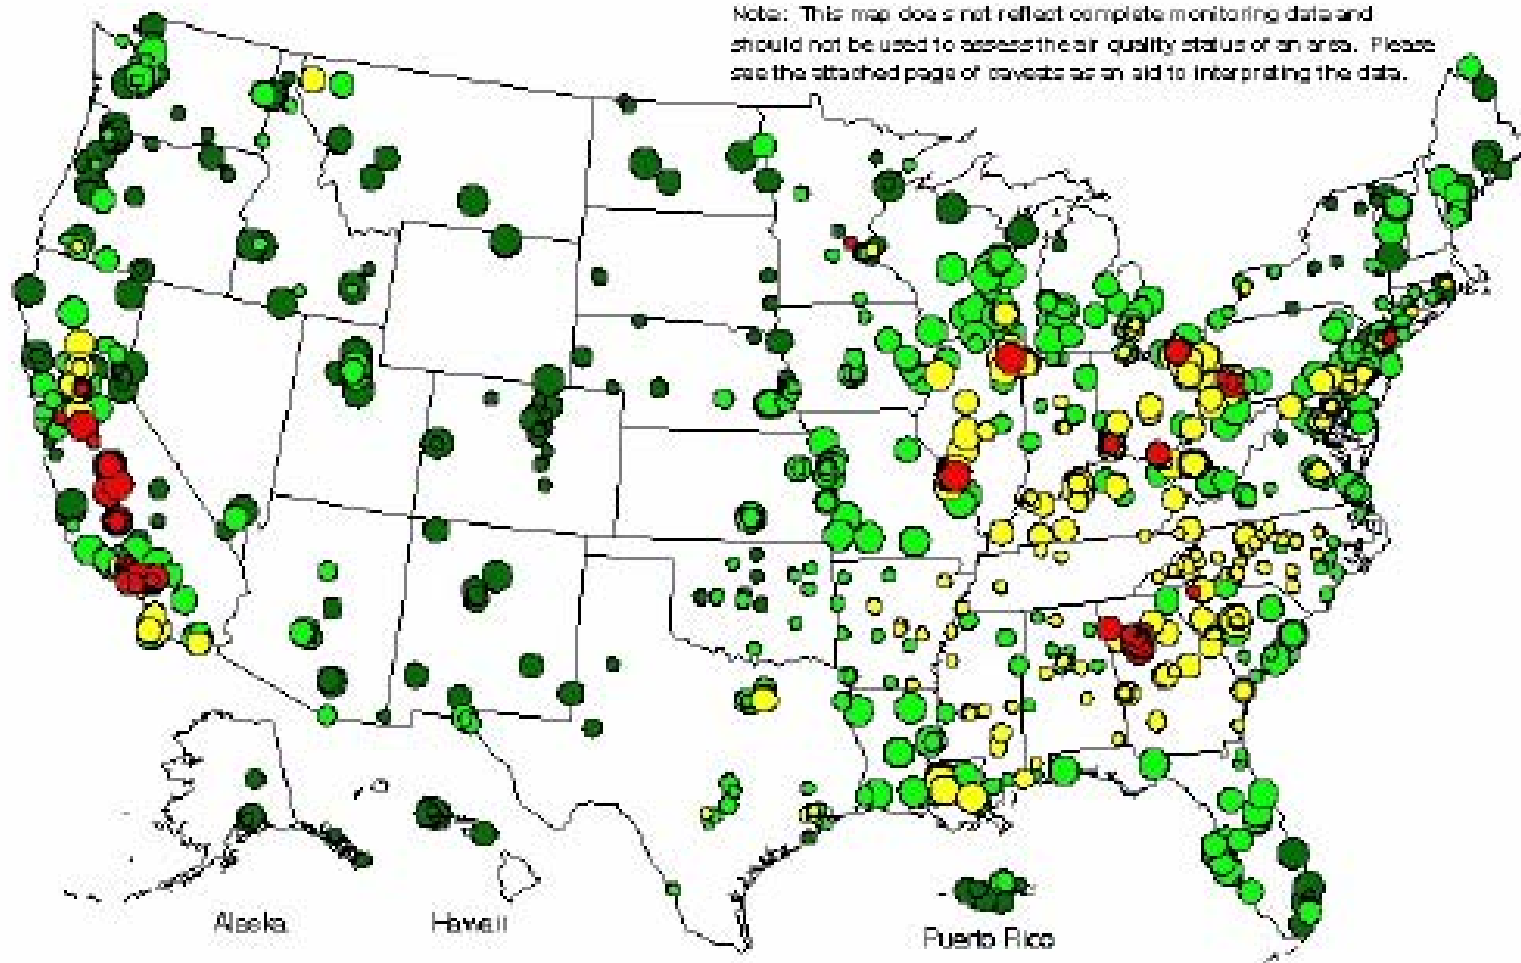 Note: This map does not reflect complete monitoring data and
should not be used to assess the air quality status of an area. Please
see the attached page of caveats as an aid to interpreting the data.
Alaska
Hawaii
Puerto Rico